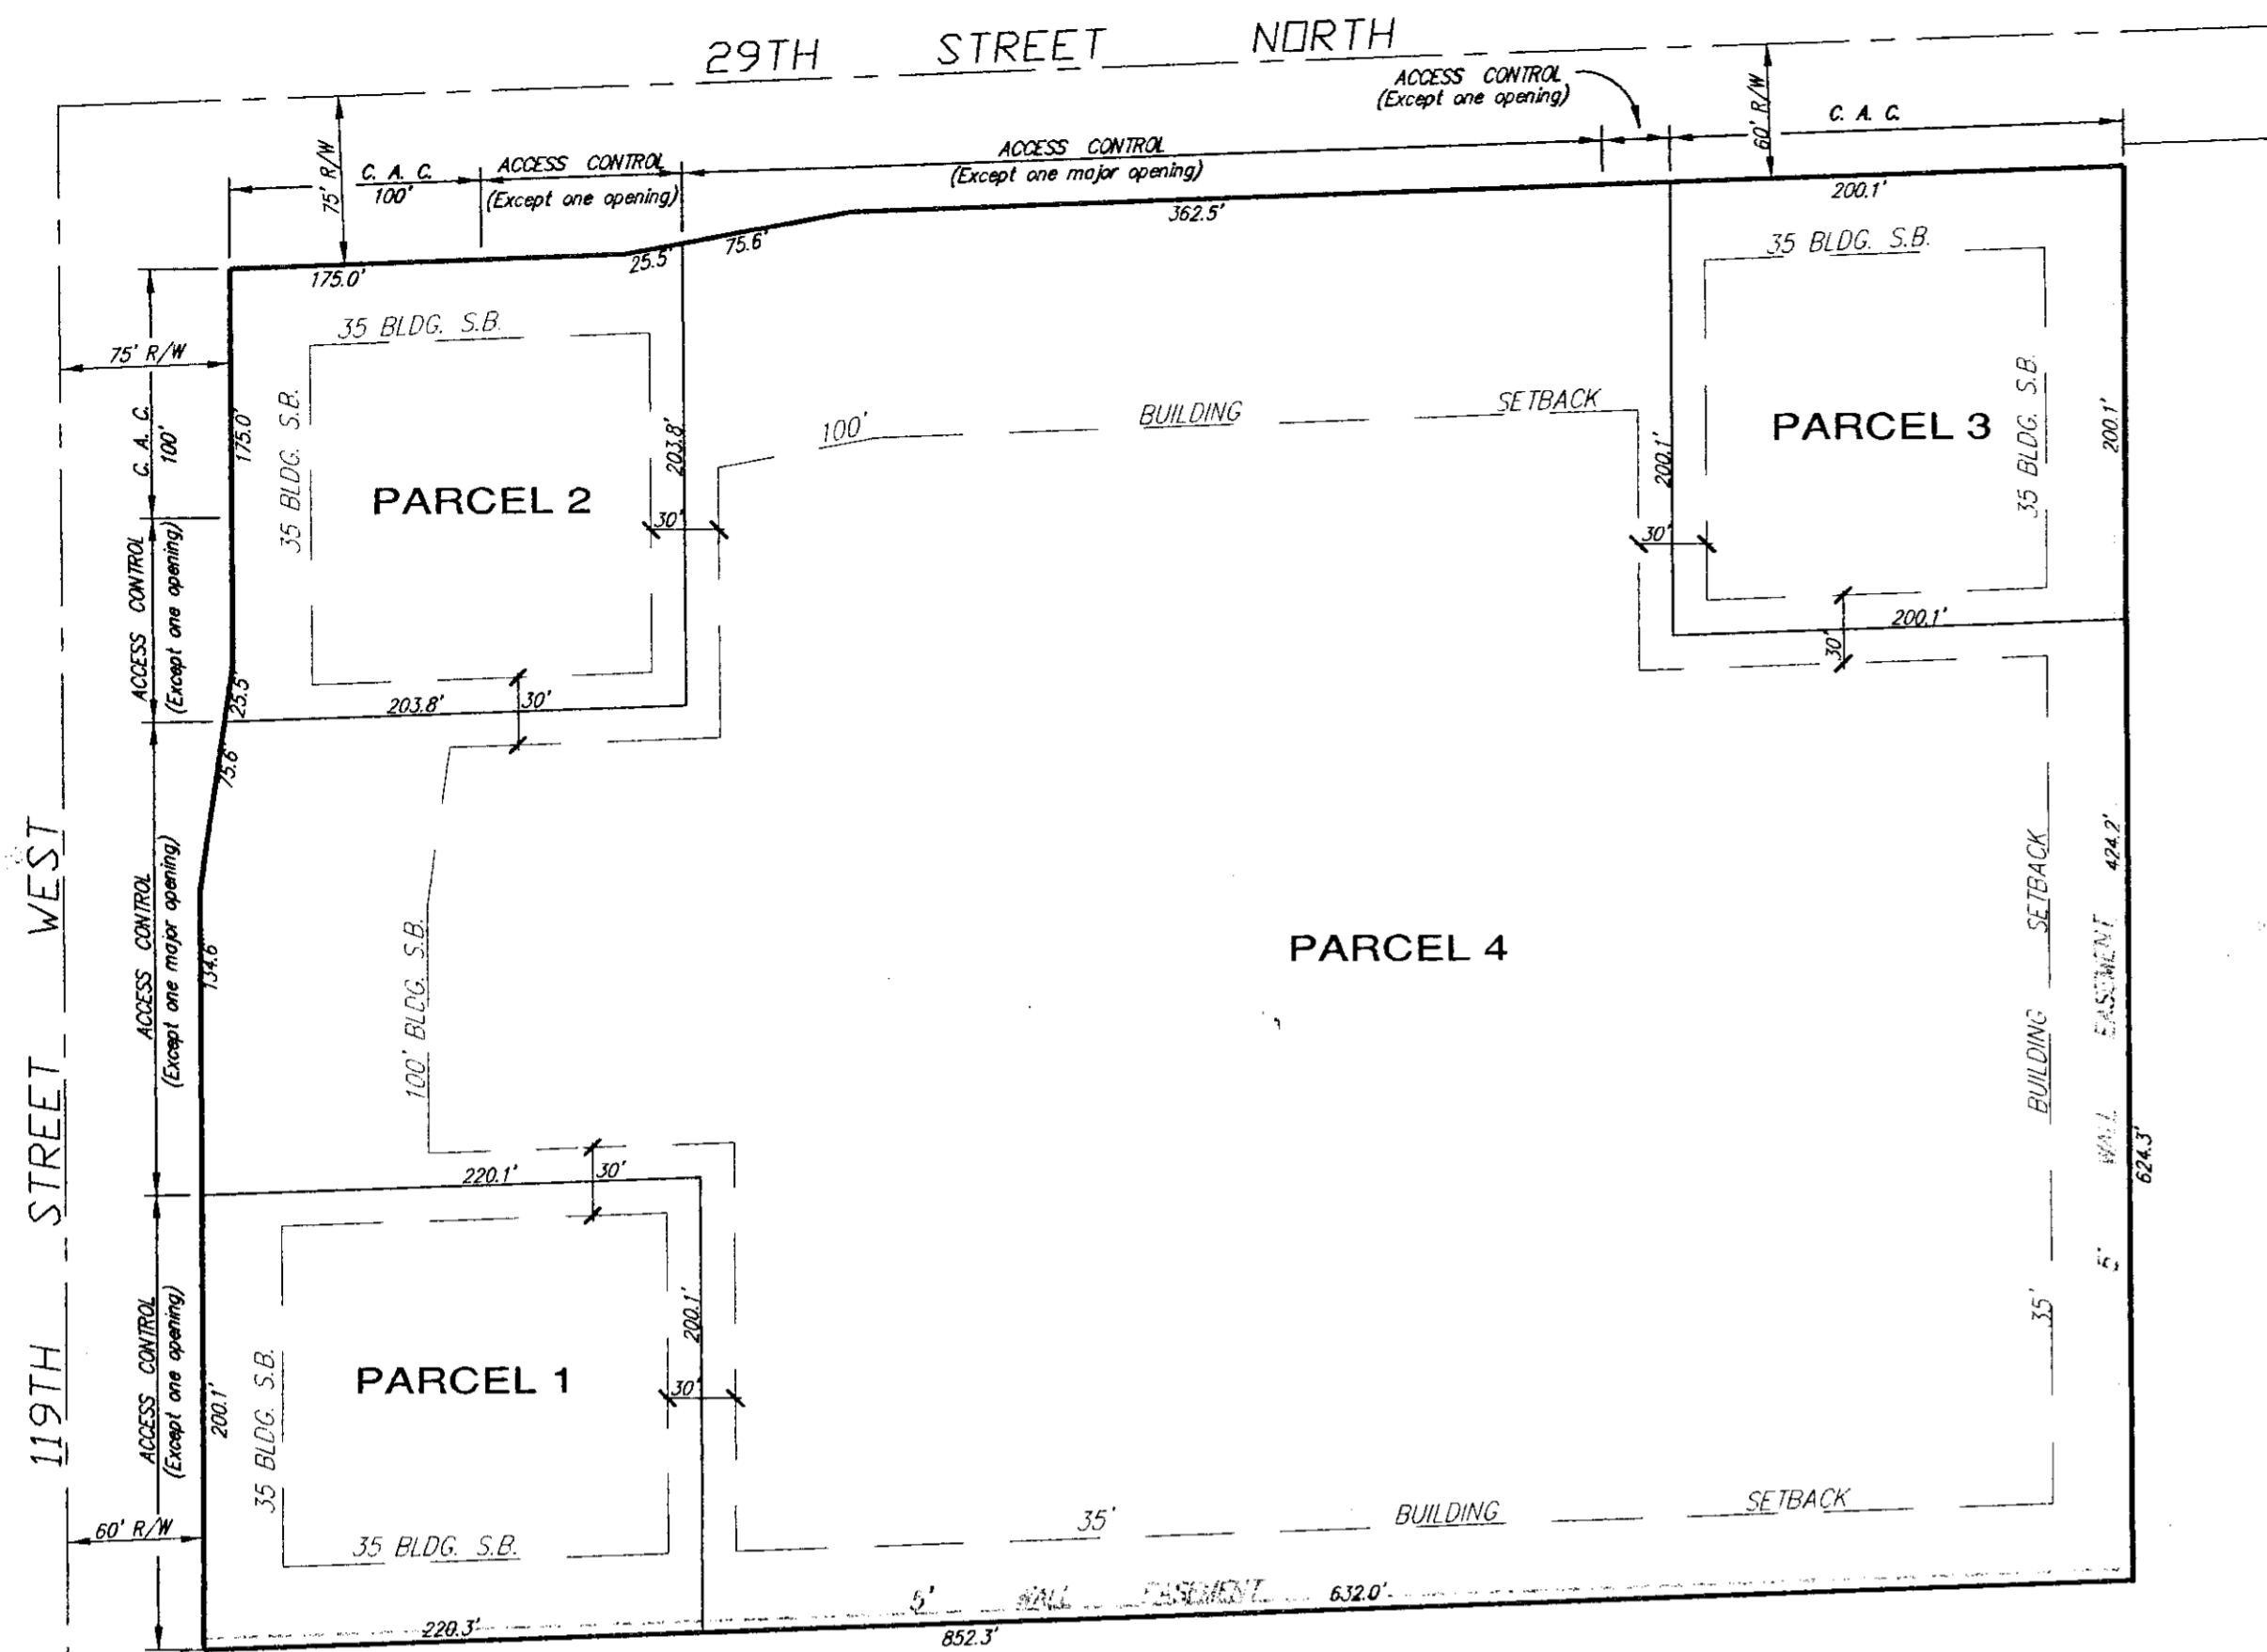 29TH STREET NORTH
ACCESS CONTROL
(Except one opening)
75' R/W
C. A. C.
100'
ACCESS CONTROL
(Except one opening)
ACCESS CONTROL
(Except one major opening)
60' R/W
C. A. C.
175.0'
25.5'
75.6'
362.5'
200.1'
35 BLDG. S.B.
35 BLDG. S.B.
75' R/W
C. A. C.
100'
175.0'
35 BLDG. S.B.
PARCEL 2
203.8'
30'
100' BUILDING SETBACK
200.1'
30'
PARCEL 3
35 BLDG. S.B.
200.1'
ACCESS CONTROL
(Except one opening)
25.5'
203.8'
30'
200.1'
30'
75.6'
119TH STREET WEST
ACCESS CONTROL
(Except one major opening)
134.6'
100' BLDG. S.B.
PARCEL 4
35' BUILDING SETBACK
5' WALL EASEMENT 424.2'
624.3'
220.1'
30'
ACCESS CONTROL
(Except one opening)
200.1'
35 BLDG. S.B.
PARCEL 1
200.1'
30'
60' R/W
35 BLDG. S.B.
35' BUILDING SETBACK
220.3'
5' WALL EASEMENT 632.0'
852.3'